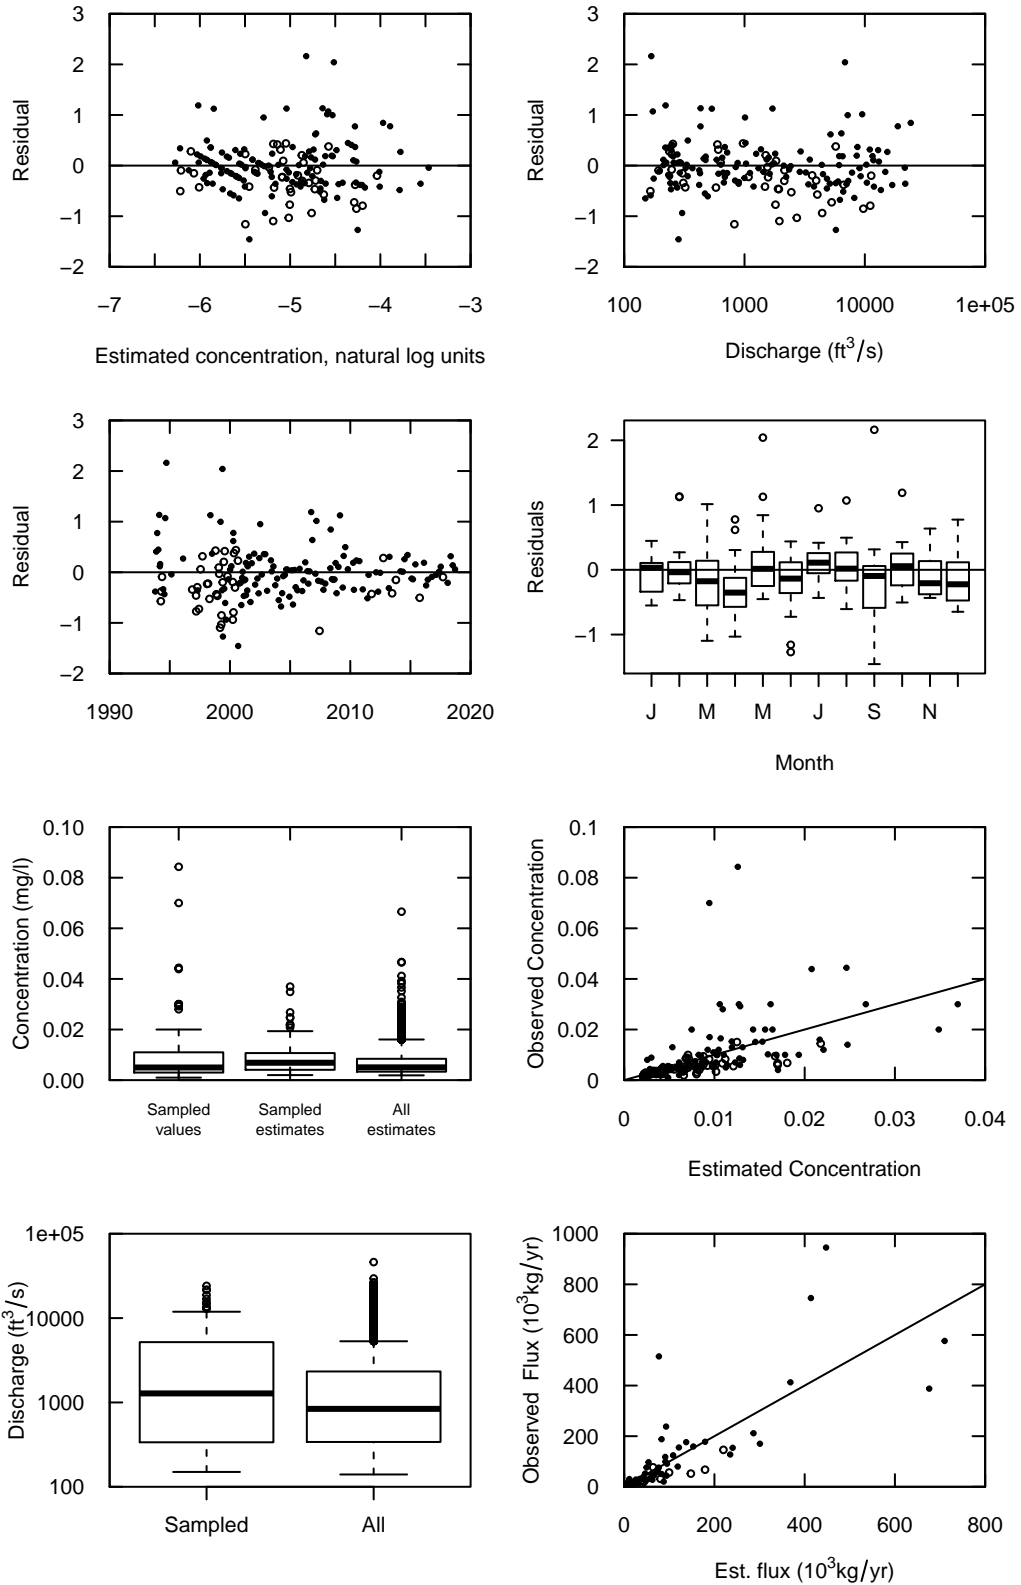 3
2
1
0
−1
−2
Residual
−7 −6 −5 −4 −3
Estimated concentration, natural log units
3
2
1
0
−1
−2
Residual
100 1000 10000 1e+05
Discharge (ft3/s)
3
2
1
0
−1
−2
Residual
1990 2000 2010 2020
2
1
0
−1
Residuals
J M M J S N
Month
0.10
0.08
0.06
0.04
0.02
0.00
Concentration (mg/l)
Sampled Sampled All
values estimates estimates
0.1
0.08
0.06
0.04
0.02
0
Observed Concentration
0 0.01 0.02 0.03 0.04
Estimated Concentration
1e+05
10000
1000
100
Discharge (ft3/s)
Sampled All
1000
800
600
400
200
0
Observed Flux (103kg/yr)
0 200 400 600 800
Est. flux (103kg/yr)